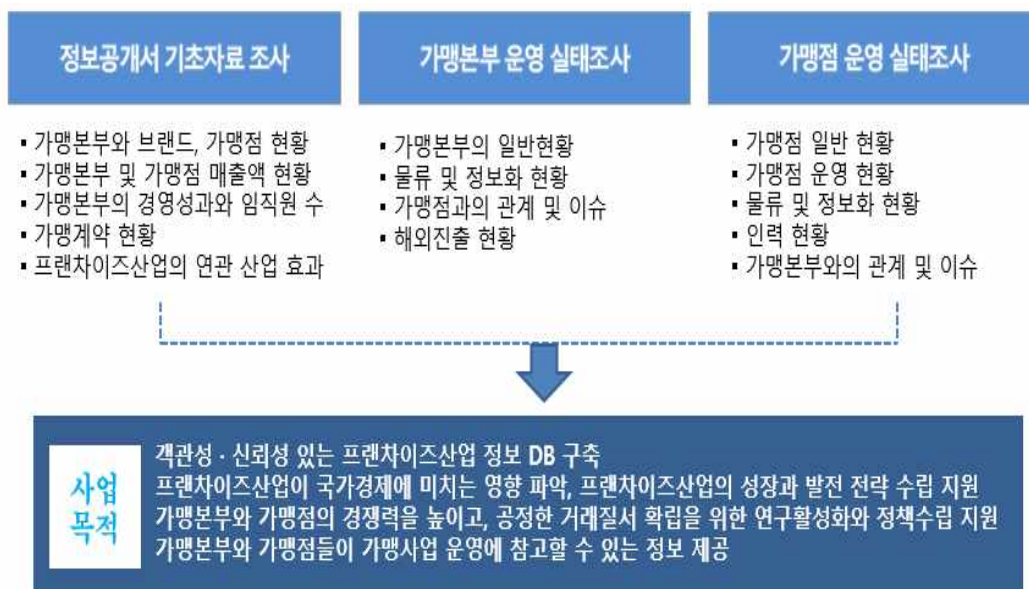 정보공개서 기초자료 조사
▪ 가맹본부와 브랜드, 가맹점 현황
▪ 가맹본부 및 가맹점 매출액 현황
▪ 가맹본부의 경영성과와 임직원 수
▪ 가맹계약 현황
▪ 프랜차이즈산업의 연관 산업 효과
가맹본부 운영 실태조사
▪ 가맹본부의 일반현황
▪ 물류 및 정보화 현황
▪ 가맹점과의 관계 및 이슈
▪ 해외진출 현황
가맹점 운영 실태조사
▪ 가맹점 일반 현황
▪ 가맹점 운영 현황
▪ 물류 및 정보화 현황
▪ 인력 현황
▪ 가맹본부와의 관계 및 이슈
사업
목적
객관성 · 신뢰성 있는 프랜차이즈산업 정보 DB 구축
프랜차이즈산업이 국가경제에 미치는 영향 파악, 프랜차이즈산업의 성장과 발전 전략 수립 지원
가맹본부와 가맹점의 경쟁력을 높이고, 공정한 거래질서 확립을 위한 연구활성화와 정책수립 지원
가맹본부와 가맹점들이 가맹사업 운영에 참고할 수 있는 정보 제공